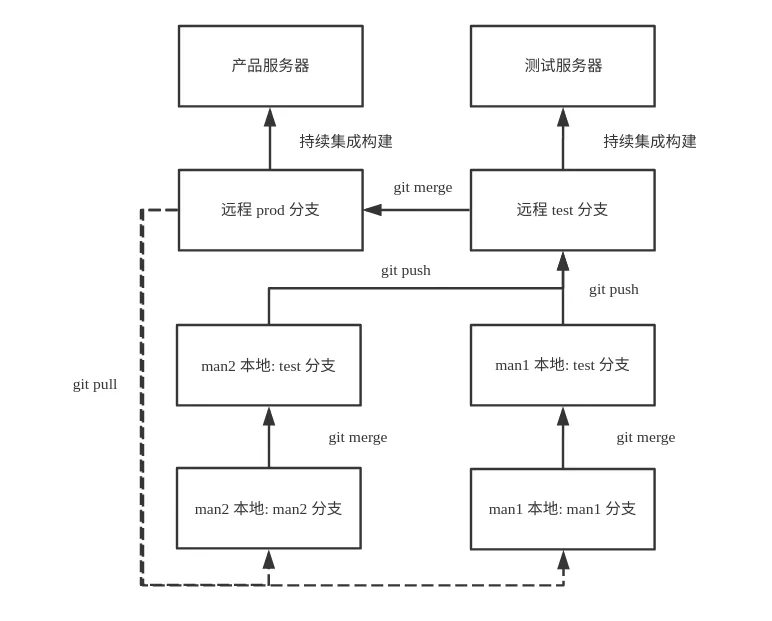 产品服务器
测试服务器
持续集成构建
持续集成构建
远程 prod 分支
git merge
远程 test 分支
git push
git push
man2 本地: test 分支
man1 本地: test 分支
git pull
git merge
git merge
man2 本地: man2 分支
man1 本地: man1 分支